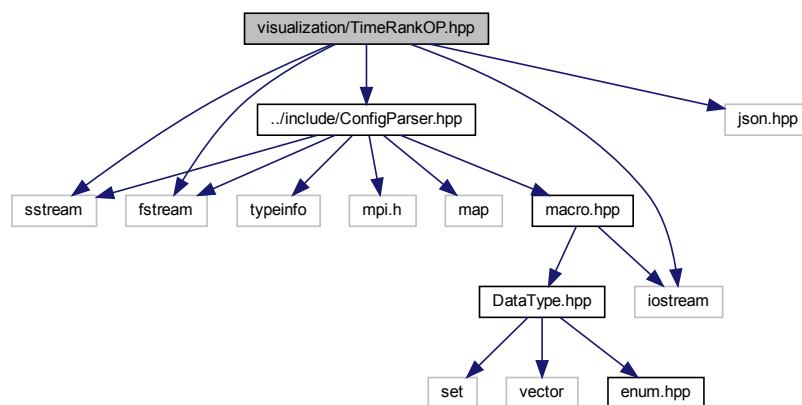 visualization/TimeRankOP.hpp
../include/ConfigParser.hpp
json.hpp
sstream
fstream
typeinfo
mpi.h
map
macro.hpp
DataType.hpp
iostream
set
vector
enum.hpp